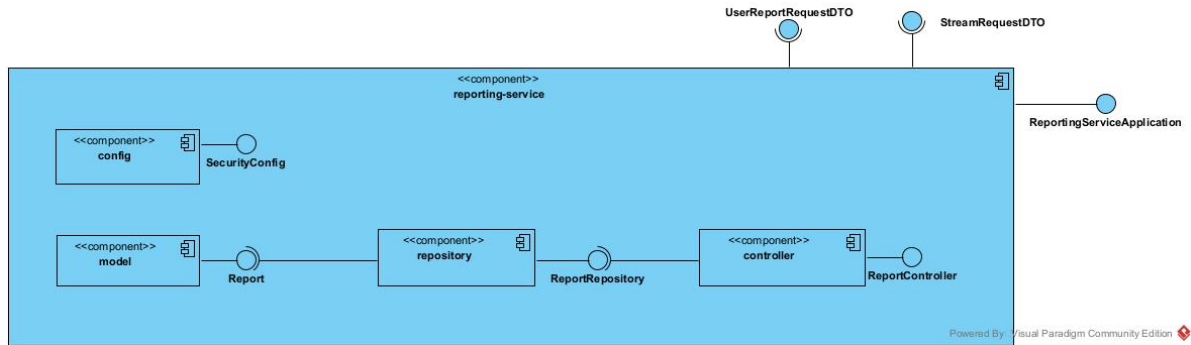 UserReportRequestDTO
StreamRequestDTO
<<component>>
reporting-service
ReportingServiceApplication
<<component>>
config
SecurityConfig
<<component>>
model
Report
<<component>>
repository
ReportRepository
<<component>>
controller
ReportController
Powered By: Visual Paradigm Community Edition